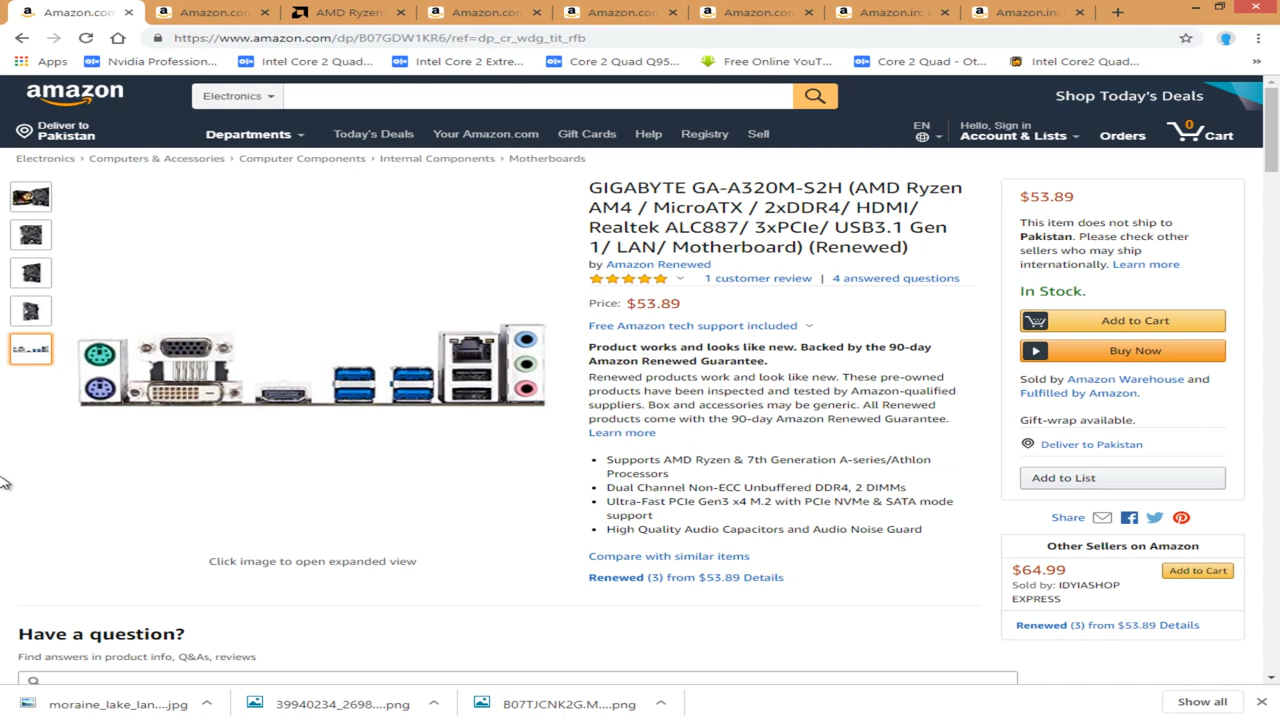 Amazon.com
Amazon.com
AMD Ryzen
Amazon.com
Amazon.com
Amazon.com
Amazon.in:
Amazon.in:
https://www.amazon.com/dp/B07GDW1KR6/ref=dp_cr_wdg_tit_rfb
Apps
Nvidia Profession...
Intel Core 2 Quad...
Intel Core 2 Extre...
Core 2 Quad Q95...
Free Online YouT...
Core 2 Quad - Ot...
Intel Core2 Quad...
»
amazon
Electronics
Shop Today's Deals
Deliver to
Pakistan
Departments
Today's Deals
Your Amazon.com
Gift Cards
Help
Registry
Sell
EN
Hello, Sign in
Account & Lists
Orders
0
Cart
Electronics › Computers & Accessories › Computer Components › Internal Components › Motherboards
GIGABYTE GA-A320M-S2H (AMD Ryzen
AM4 / MicroATX / 2xDDR4/ HDMI/
Realtek ALC887/ 3xPCIe/ USB3.1 Gen
1/ LAN/ Motherboard) (Renewed)
by Amazon Renewed
1 customer review | 4 answered questions
Price: $53.89
Free Amazon tech support included
Product works and looks like new. Backed by the 90-day
Amazon Renewed Guarantee.
Renewed products work and look like new. These pre-owned
products have been inspected and tested by Amazon-qualified
suppliers. Box and accessories may be generic. All Renewed
products come with the 90-day Amazon Renewed Guarantee.
Learn more
• Supports AMD Ryzen & 7th Generation A-series/Athlon
Processors
• Dual Channel Non-ECC Unbuffered DDR4, 2 DIMMs
• Ultra-Fast PCIe Gen3 x4 M.2 with PCIe NVMe & SATA mode
support
• High Quality Audio Capacitors and Audio Noise Guard
Compare with similar items
Renewed (3) from $53.89 Details
Click image to open expanded view
$53.89
This item does not ship to
Pakistan. Please check other
sellers who may ship
internationally. Learn more
In Stock.
Add to Cart
Buy Now
Sold by Amazon Warehouse and
Fulfilled by Amazon.
Gift-wrap available.
Deliver to Pakistan
Add to List
Share
Other Sellers on Amazon
$64.99
Add to Cart
Sold by: IDYIASHOP
EXPRESS
Renewed (3) from $53.89 Details
Have a question?
Find answers in product info, Q&As, reviews
moraine_lake_lan....jpg
39940234_2698....png
B07TJCNK2G.M....png
Show all